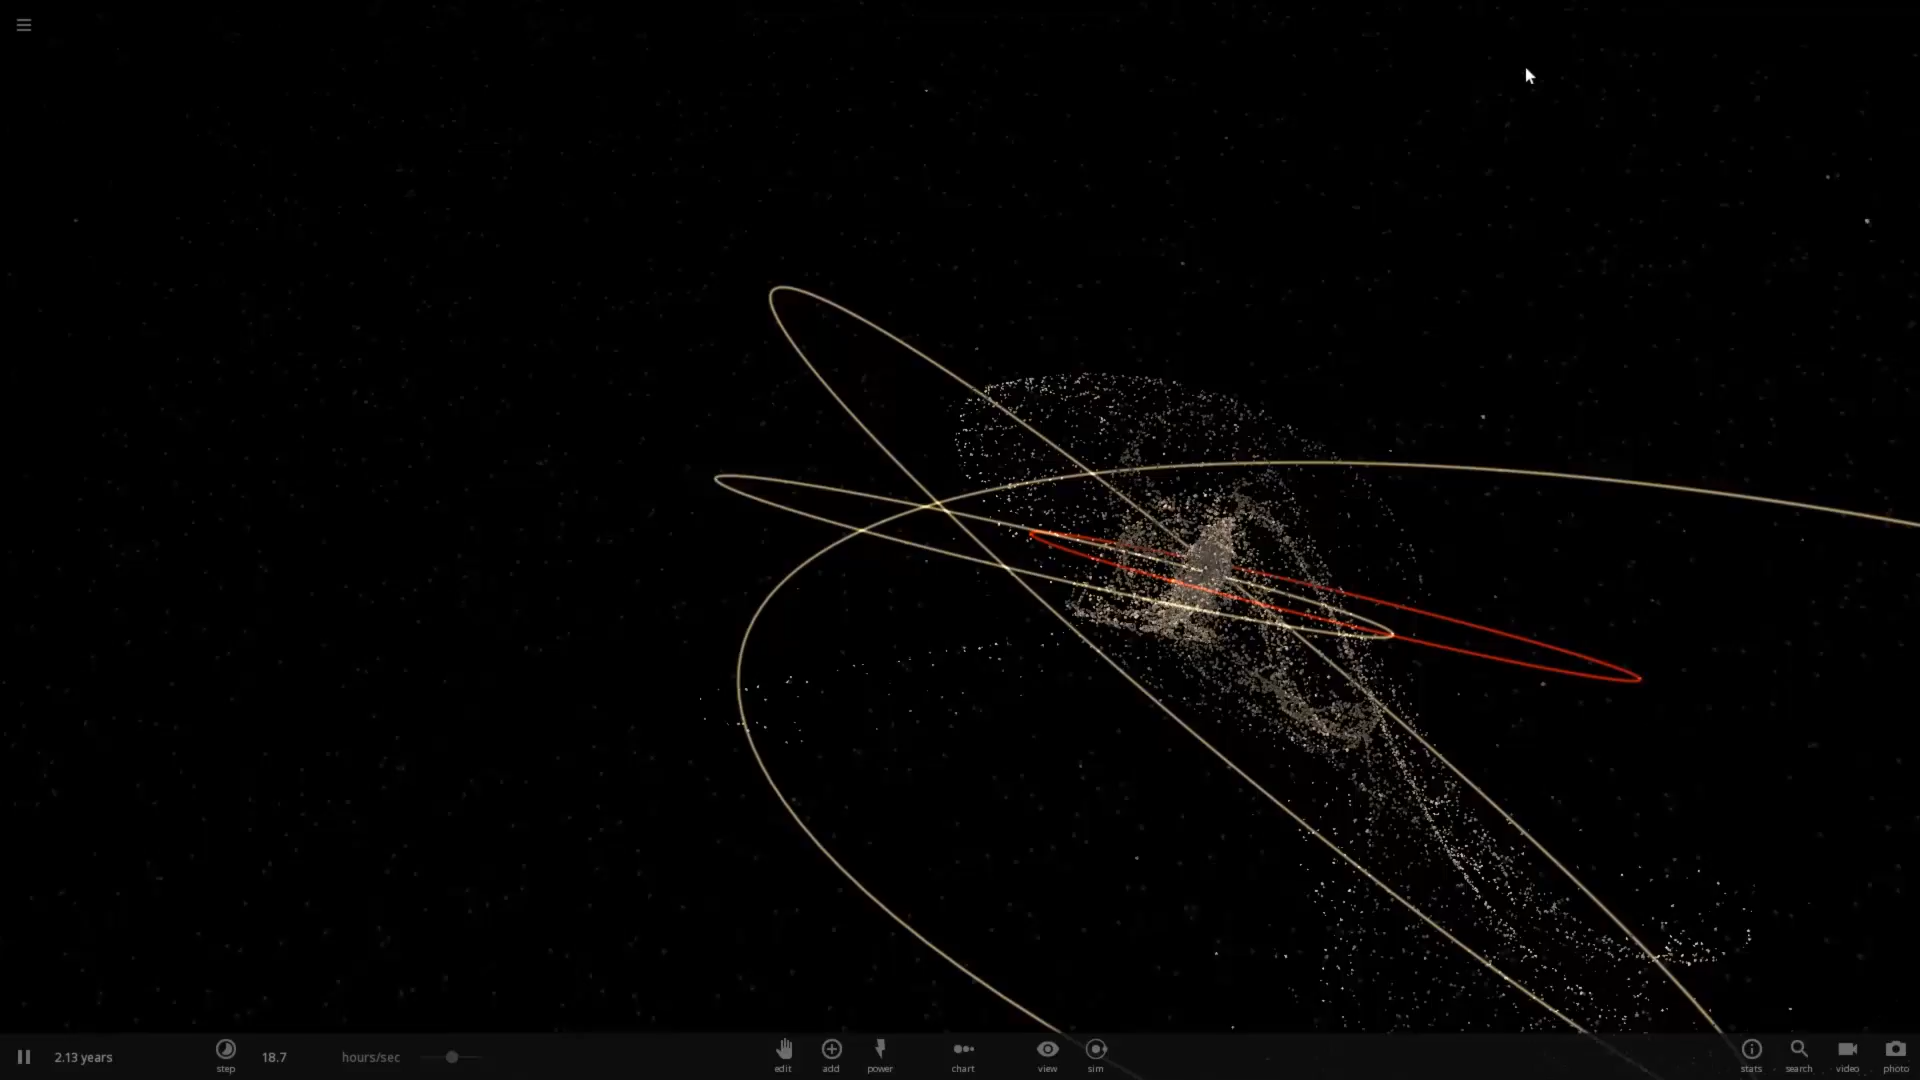 2.13 years
step
18.7
hours/sec
edit
add
power
chart
view
sim
stats
search
video
photo